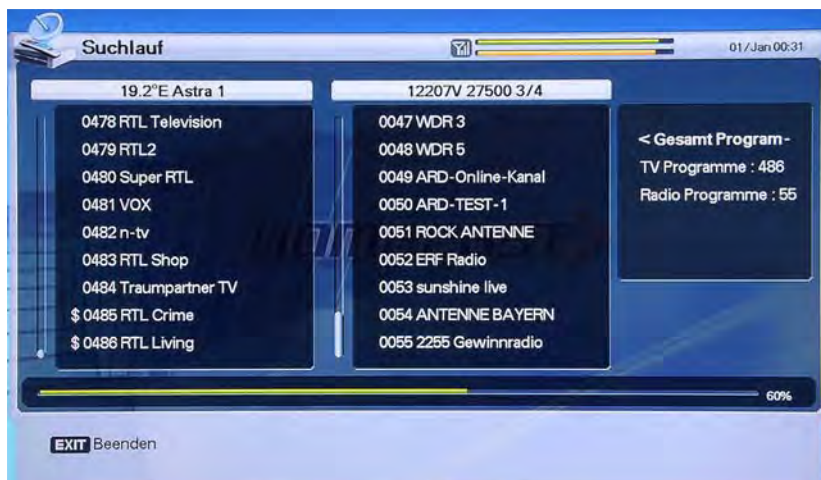 Suchlauf
01/Jan 00:31
19.2°E Astra 1
0478 RTL Television
0479 RTL2
0480 Super RTL
0481 VOX
0482 n-tv
0483 RTL Shop
0484 Traumpartner TV
$ 0485 RTL Crime
$ 0486 RTL Living
12207V 27500 3/4
0047 WDR 3
0048 WDR 5
0049 ARD-Online-Kanal
0050 ARD-TEST-1
0051 ROCK ANTENNE
0052 ERF Radio
0053 sunshine live
0054 ANTENNE BAYERN
0055 2255 Gewinnradio
< Gesamt Program-
TV Programme : 486
Radio Programme : 55
60%
EXIT Beenden